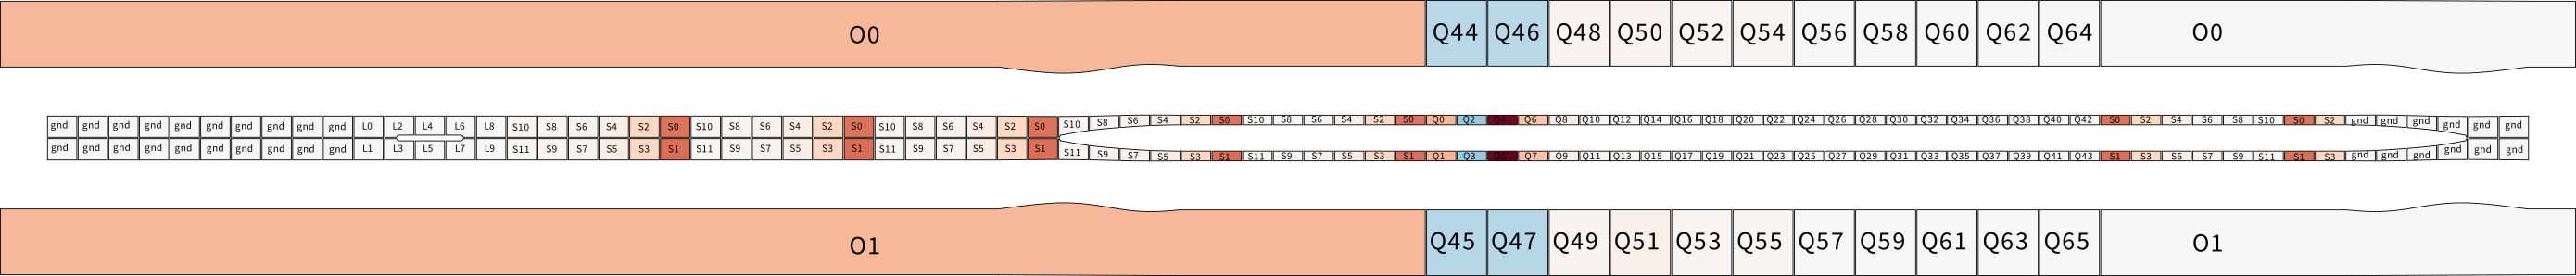 O0 Q44 Q46 Q48 Q50 Q52 Q54 Q56 Q58 Q60 Q62 Q64 O0
gnd gnd gnd gnd gnd gnd gnd gnd gnd gnd L0 L2 L4 L6 L8 S10 S8 S6 S4 S2 S0 S10 S8 S6 S4 S2 S0 S10 S8 S6 S4 S2 S0 S10 S8 S6 S4 S2 S0 S10 S8 S6 S4 S2 S0 Q0 Q2 Q4 Q6 Q8 Q10 Q12 Q14 Q16 Q18 Q20 Q22 Q24 Q26 Q28 Q30 Q32 Q34 Q36 Q38 Q40 Q42 S0 S2 S4 S6 S8 S10 S0 S2 gnd gnd gnd gnd gnd gnd
gnd gnd gnd gnd gnd gnd gnd gnd gnd gnd L1 L3 L5 L7 L9 S11 S9 S7 S5 S3 S1 S11 S9 S7 S5 S3 S1 S11 S9 S7 S5 S3 S1 S11 S9 S7 S5 S3 S1 S11 S9 S7 S5 S3 S1 Q1 Q3 Q5 Q7 Q9 Q11 Q13 Q15 Q17 Q19 Q21 Q23 Q25 Q27 Q29 Q31 Q33 Q35 Q37 Q39 Q41 Q43 S1 S3 S5 S7 S9 S11 S1 S3 gnd gnd gnd gnd gnd gnd
O1 Q45 Q47 Q49 Q51 Q53 Q55 Q57 Q59 Q61 Q63 Q65 O1